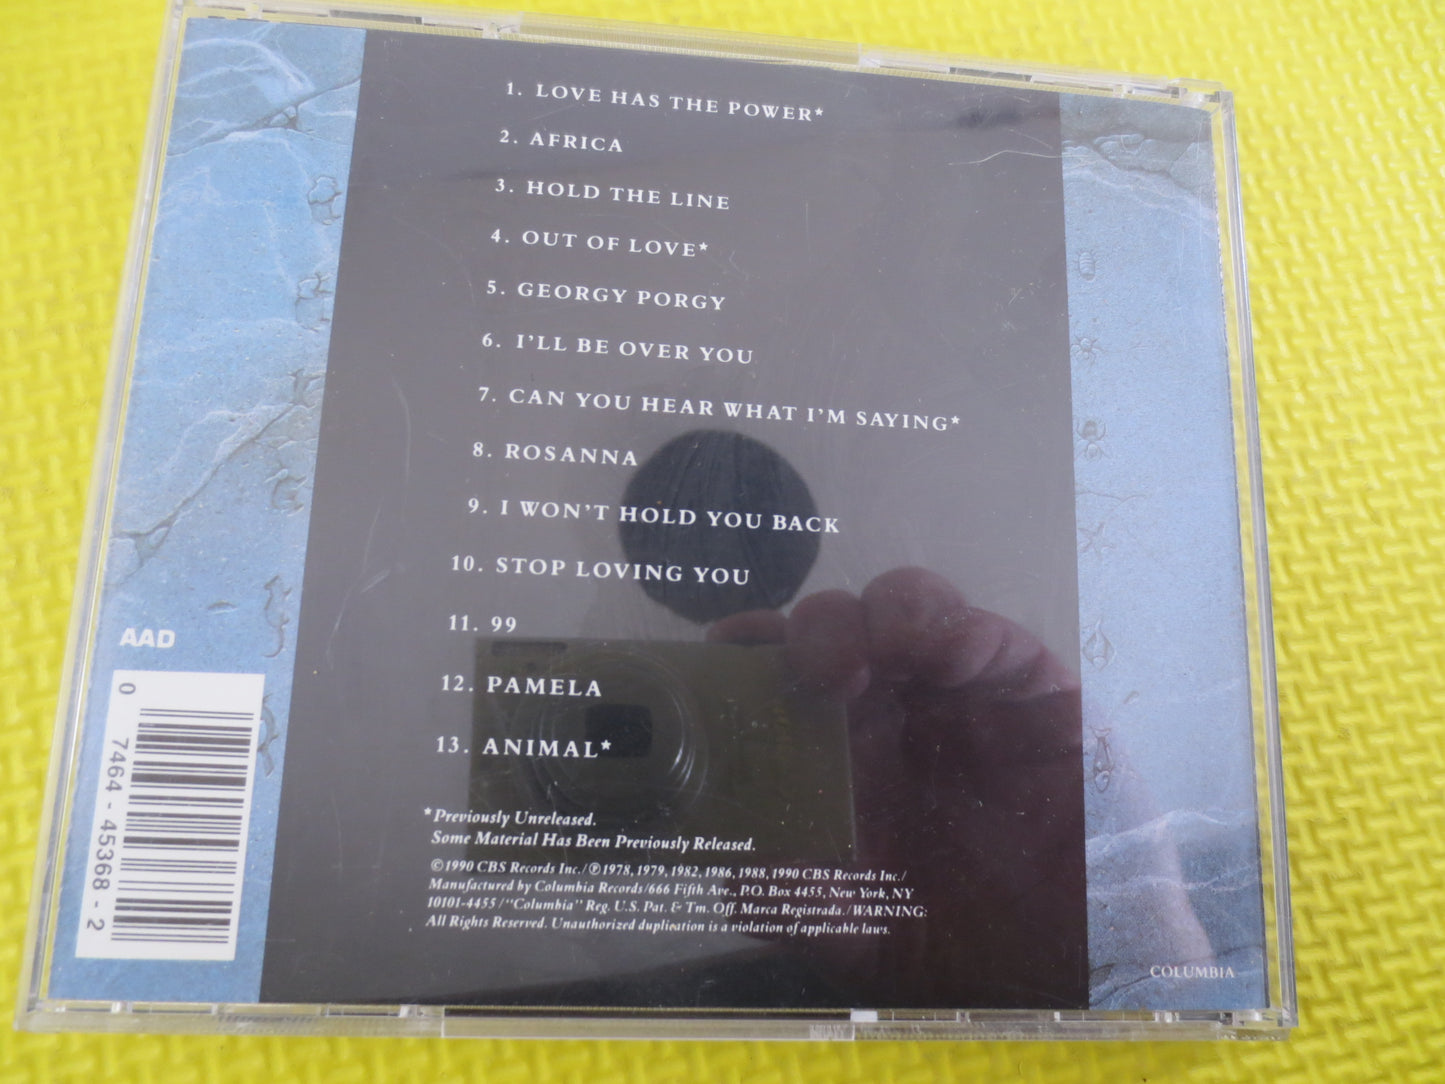 1. LOVE HAS THE POWER*
2. AFRICA
3. HOLD THE LINE
4. OUT OF LOVE*
5. GEORGY PORGY
6. I'LL BE OVER YOU
7. CAN YOU HEAR WHAT I'M SAYING*
8. ROSANNA
9. I WON'T HOLD YOU BACK
10. STOP LOVING YOU
11. 99
12. PAMELA
13. ANIMAL*
*Previously Unreleased.
Some Material Has Been Previously Released.
©1990 CBS Records Inc./℗1978, 1979, 1982, 1986, 1988, 1990 CBS Records Inc./
Manufactured by Columbia Records/666 Fifth Ave., P.O. Box 4455, New York, NY
10101-4455/"Columbia" Reg. U.S. Pat. & Tm. Off. Marca Registrada./WARNING:
All Rights Reserved. Unauthorized duplication is a violation of applicable laws.
AAD
0 7464-45368-2
COLUMBIA